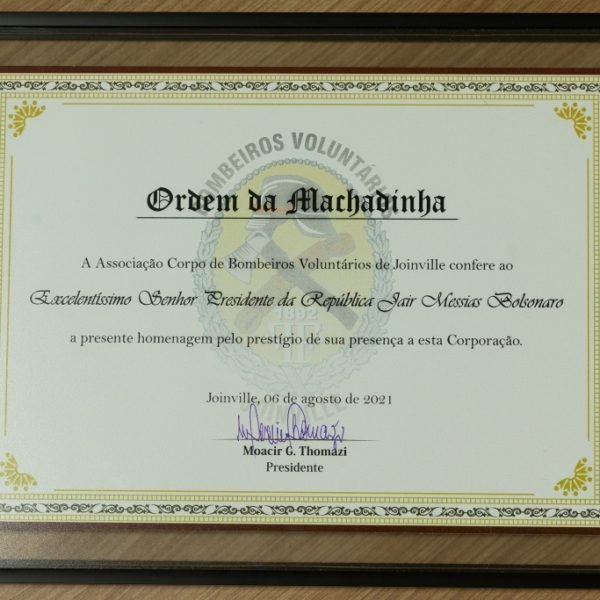 BOMBEIROS VOLUNTÁRIOS
Ordem da Machadinha
A Associação Corpo de Bombeiros Voluntários de Joinville confere ao
Excelentíssimo Senhor Presidente da República Jair Messias Bolsonaro
1892
a presente homenagem pelo prestígio de sua presença a esta Corporação.
Joinville, 06 de agosto de 2021
JOINVILLE
Moacir G. Thomazi
Presidente